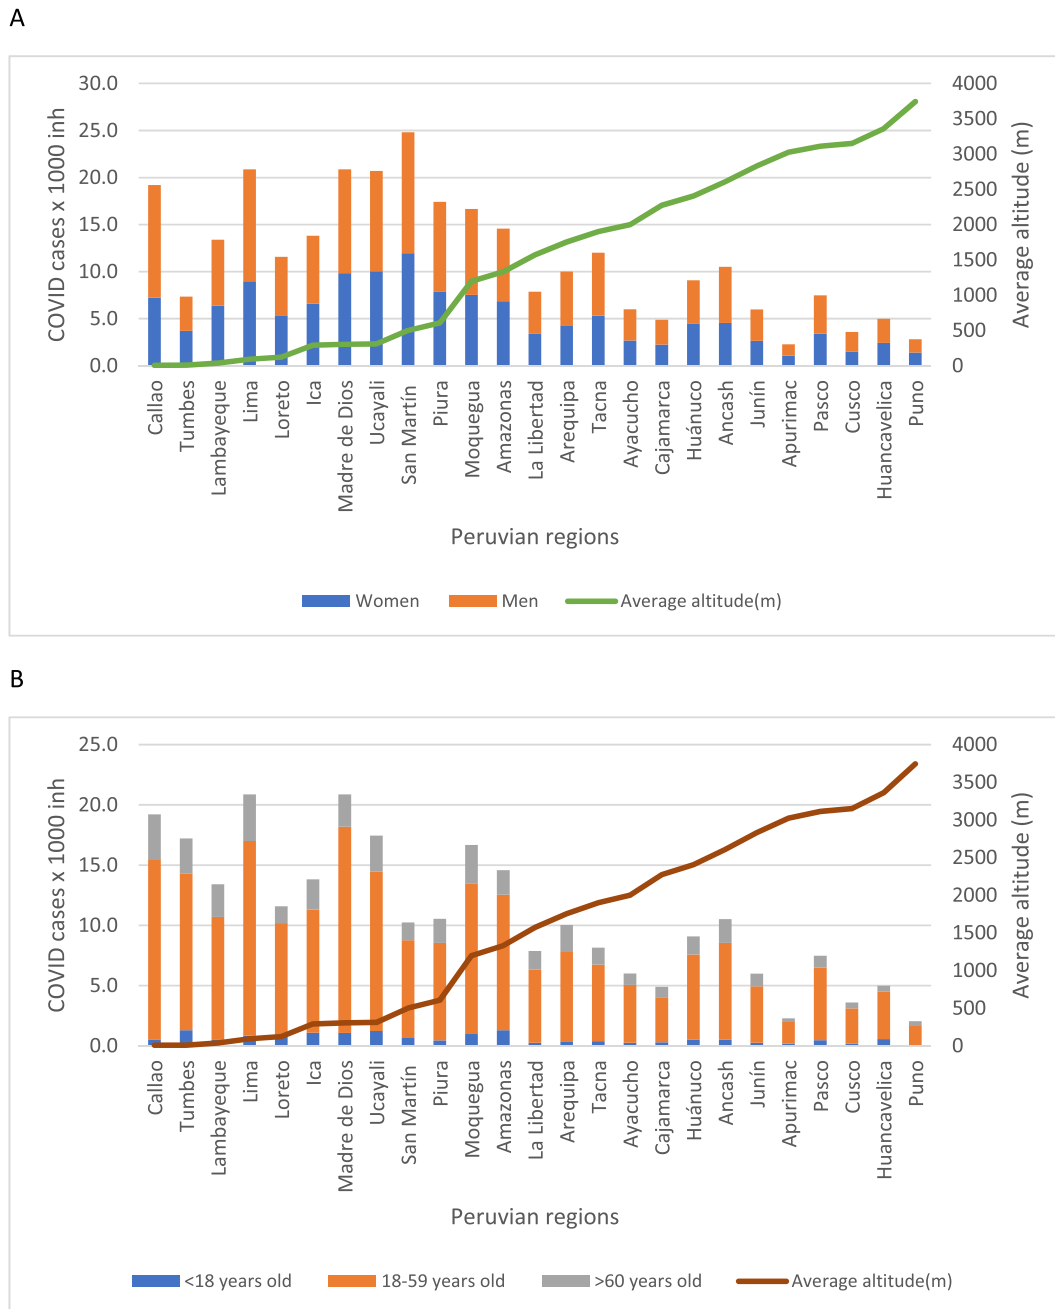 A
COVID cases x 1000 inh
30.0
25.0
20.0
15.0
10.0
5.0
0.0
4000
3500
3000
2500
2000
1500
1000
500
0
Average altitude (m)
Callao
Tumbes
Lambayeque
Lima
Loreto
Ica
Madre de Dios
Ucayali
San Martín
Piura
Moquegua
Amazonas
La Libertad
Arequipa
Tacna
Ayacucho
Cajamarca
Huánuco
Ancash
Junín
Apurimac
Pasco
Cusco
Huancavelica
Puno
Peruvian regions
Women
Men
Average altitude(m)
B
COVID cases x 1000 inh
25.0
20.0
15.0
10.0
5.0
0.0
4000
3500
3000
2500
2000
1500
1000
500
0
Average altitude (m)
Callao
Tumbes
Lambayeque
Lima
Loreto
Ica
Madre de Dios
Ucayali
San Martín
Piura
Moquegua
Amazonas
La Libertad
Arequipa
Tacna
Ayacucho
Cajamarca
Huánuco
Ancash
Junín
Apurimac
Pasco
Cusco
Huancavelica
Puno
Peruvian regions
<18 years old
18-59 years old
>60 years old
Average altitude(m)